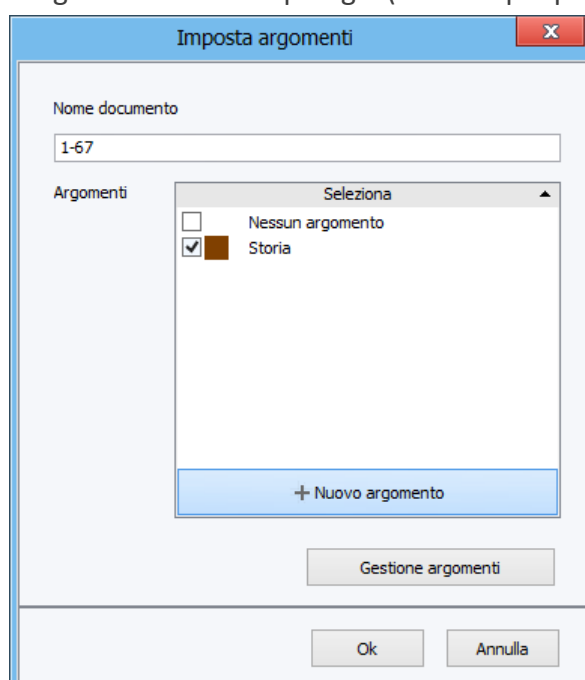 Imposta argomenti
x
Nome documento
1-67
Argomenti
Seleziona
Nessun argomento
Storia
+ Nuovo argomento
Gestione argomenti
Ok
Annulla